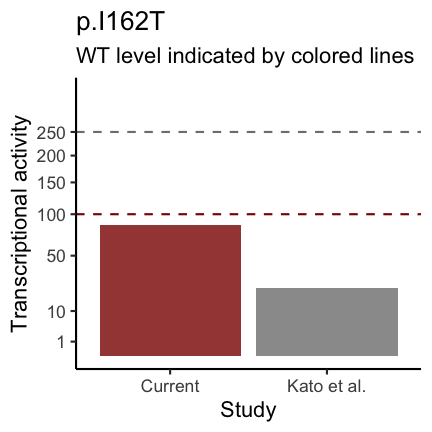 p.I162T
WT level indicated by colored lines
Transcriptional activity
250
200
150
100
50
10
1
Current
Kato et al.
Study